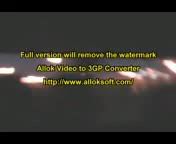 Full version will remove the watermark
Allok Video to 3GP Converter
http://www.alloksoft.com/